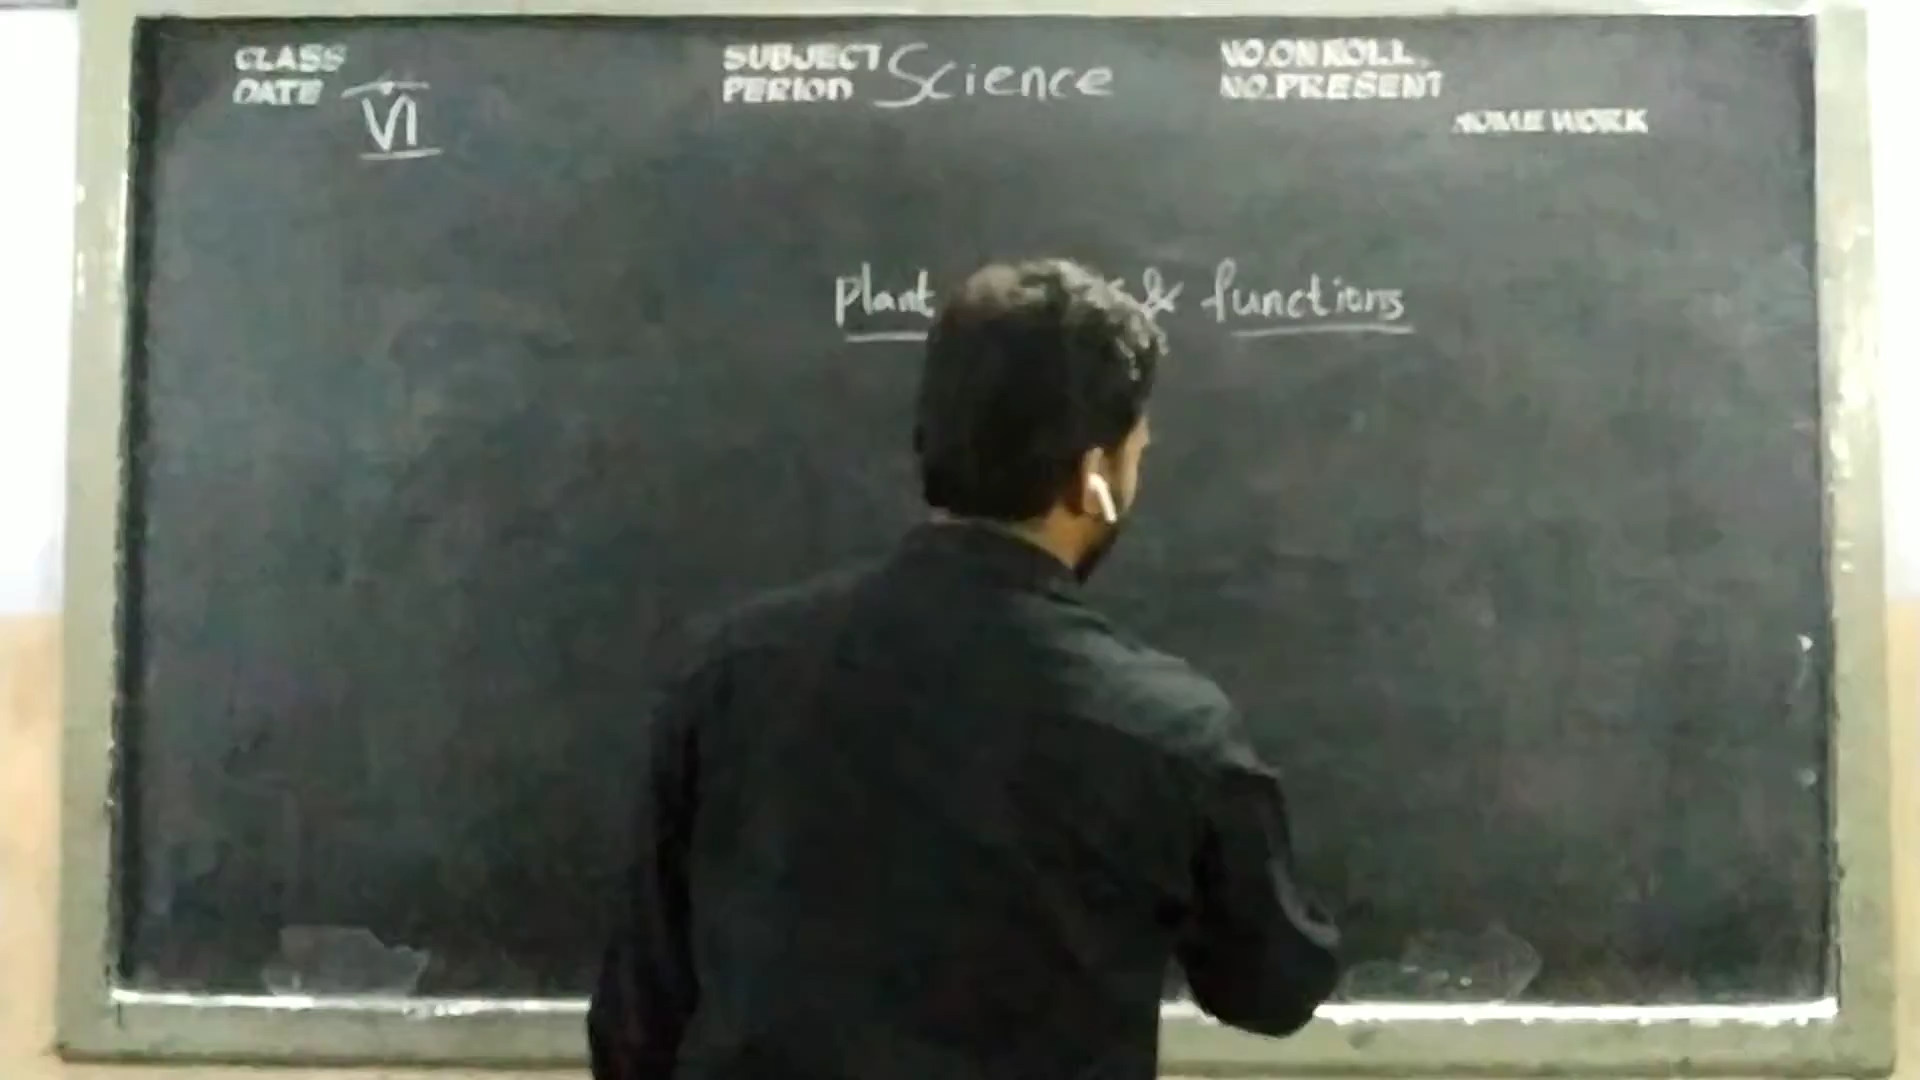 CLASS
DATE
VI
SUBJECT Science
PERIOD
NO.ON ROLL.
NO.PRESENT
HOME WORK
Plant & functions